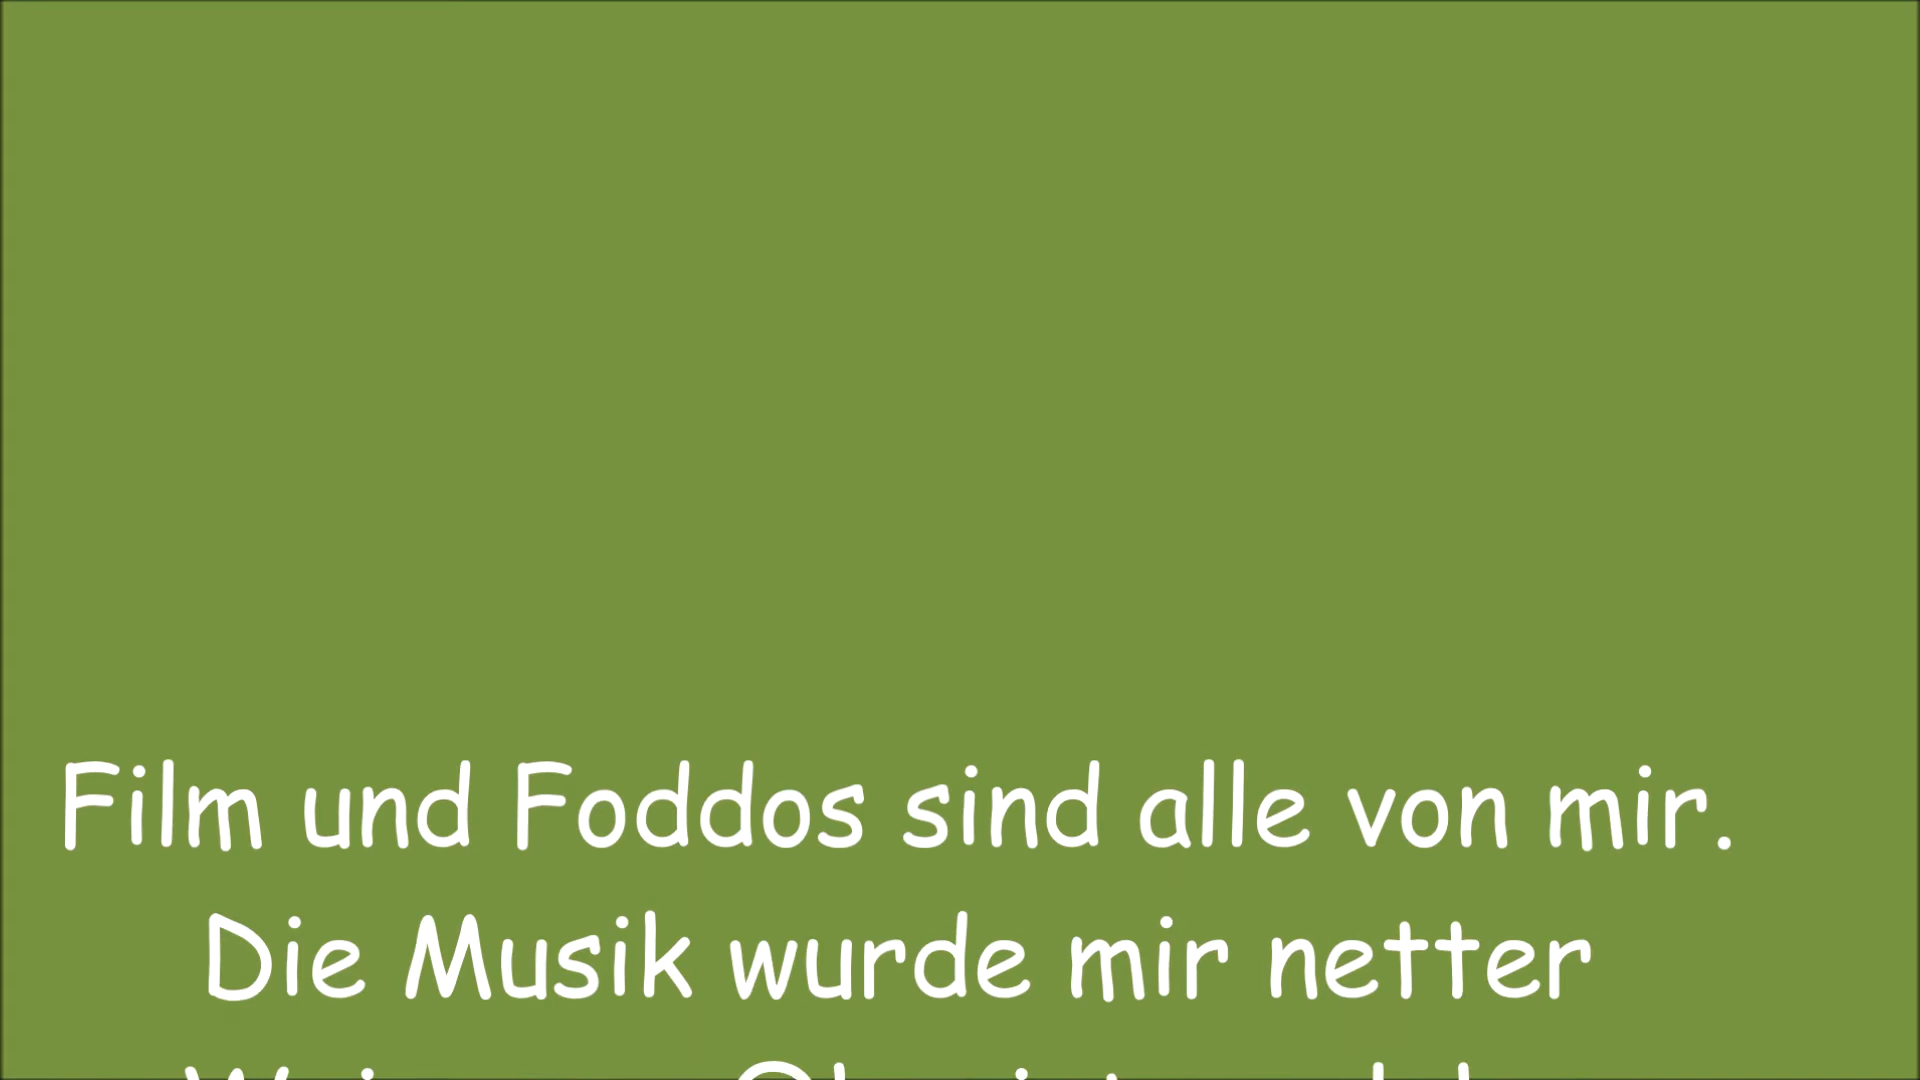 Film und Foddos sind alle von mir.
Die Musik wurde mir netter